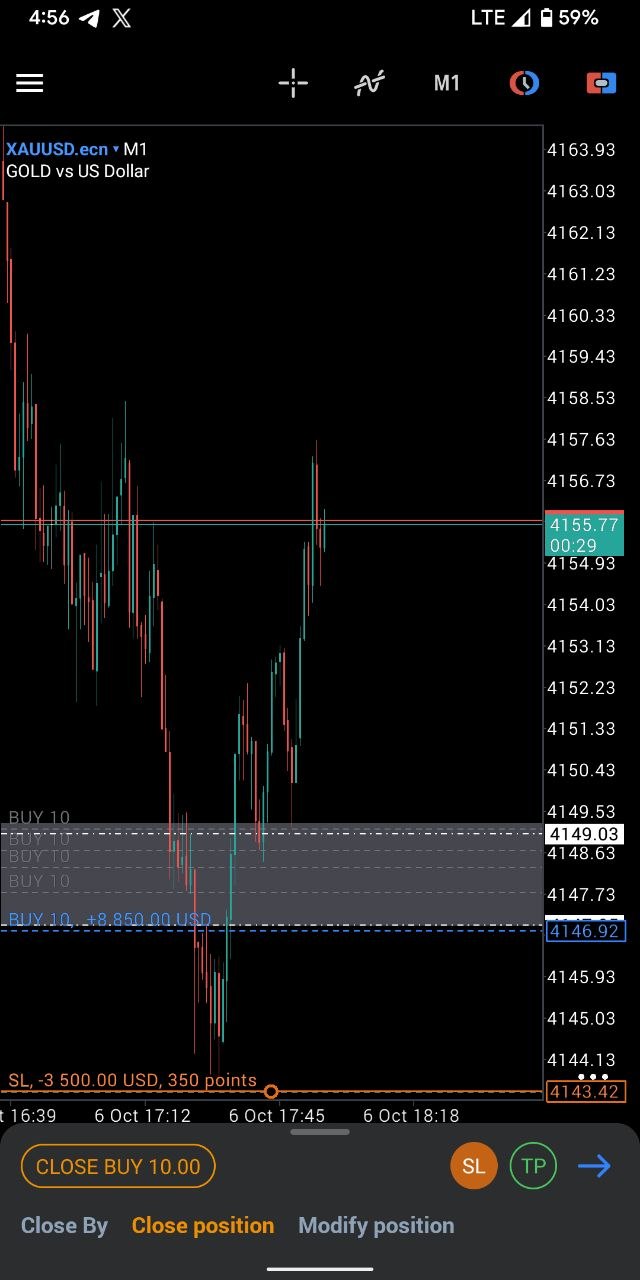 4:56
LTE
59%
M1
XAUUSD.ecn ▾ M1
GOLD vs US Dollar
4163.93
4163.03
4162.13
4161.23
4160.33
4159.43
4158.53
4157.63
4156.73
4155.77
00:29
4154.93
4154.03
4153.13
4152.23
4151.33
4150.43
4149.53
BUY 10
4149.03
BUY 10
4148.63
BUY 10
BUY 10
4147.73
BUY 10, +8,850.00 USD
4146.92
4145.93
4145.03
4144.13
SL, -3 500.00 USD, 350 points
4143.42
t 16:39
6 Oct 17:12
6 Oct 17:45
6 Oct 18:18
CLOSE BUY 10.00
SL
TP
Close By
Close position
Modify position